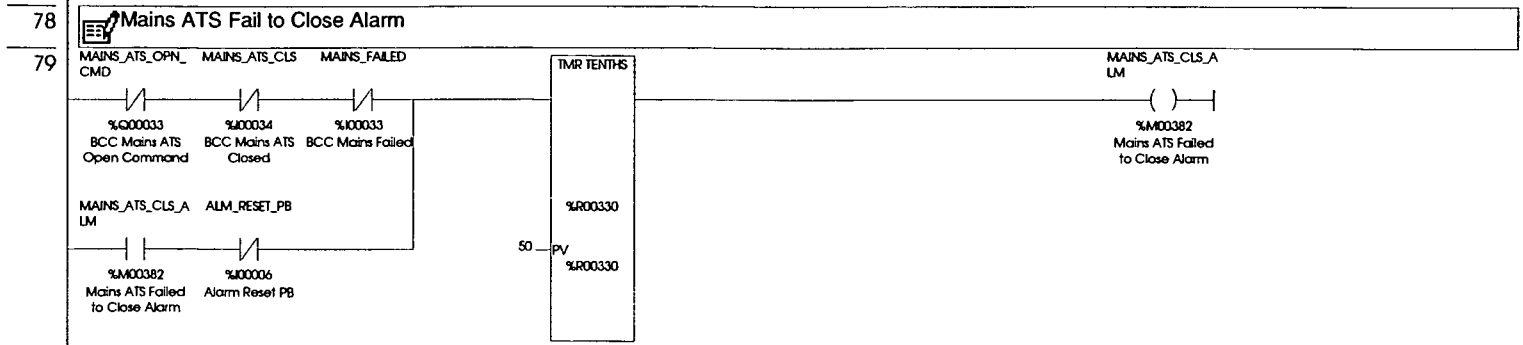 78
Mains ATS Fail to Close Alarm
79
MAINS_ATS_OPN_
CMD
MAINS_ATS_CLS
MAINS_FAILED
TMR TENTHS
MAINS_ATS_CLS_A
LM
%Q00033
BCC Mains ATS
Open Command
%I00034
BCC Mains ATS
Closed
%I00033
BCC Mains Failed
%M00382
Mains ATS Failed
to Close Alarm
MAINS_ATS_CLS_A
LM
ALM_RESET_PB
%R00330
50
PV
%R00330
%M00382
Mains ATS Failed
to Close Alarm
%I00006
Alarm Reset PB